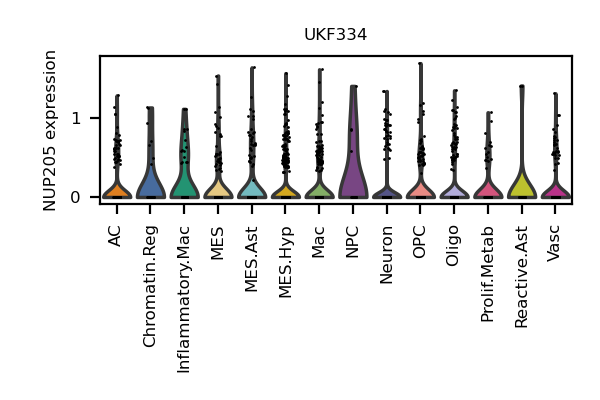 UKF334
NUP205 expression
1
0
AC
Chromatin.Reg
Inflammatory.Mac
MES
MES.Ast
MES.Hyp
Mac
NPC
Neuron
OPC
Oligo
Prolif.Metab
Reactive.Ast
Vasc